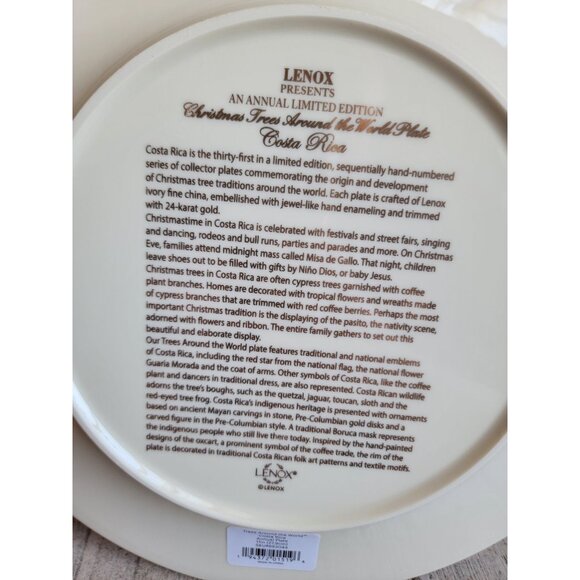 LENOX
PRESENTS
AN ANNUAL LIMITED EDITION
Christmas Trees Around the World Plate
Costa Rica
Costa Rica is the thirty-first in a limited edition, sequentially hand-numbered
series of collector plates commemorating the origin and development
of Christmas tree traditions around the world. Each plate is crafted of Lenox
ivory fine china, embellished with jewel-like hand enameling and trimmed
with 24-karat gold.
Christmastime in Costa Rica is celebrated with festivals and street fairs, singing
and dancing, rodeos and bull runs, parties and parades and more. On Christmas
Eve, families attend midnight mass called Misa de Gallo. That night, children
leave shoes out to be filled with gifts by Niño Dios, or baby Jesus.
Christmas trees in Costa Rica are often cypress trees garnished with coffee
plant branches. Homes are decorated with tropical flowers and wreaths made
of cypress branches that are trimmed with red coffee berries. Perhaps the most
important Christmas tradition is the displaying of the pasito, the nativity scene,
adorned with flowers and ribbon. The entire family gathers to set out this
beautiful and elaborate display.
Our Trees Around the World plate features traditional and national emblems
of Costa Rica, including the red star from the national flag, the national flower
Guaria Morada and the coat of arms. Other symbols of Costa Rica, like the coffee
plant and dancers in traditional dress, are also represented. Costa Rican wildlife
adorns the tree's boughs, such as the quetzal, jaguar, toucan, sloth and the
red-eyed tree frog. Costa Rica's indigenous heritage is presented with ornaments
based on ancient Mayan carvings in stone, Pre-Columbian gold disks and a
carved figure in the Pre-Columbian style. A traditional Boruca mask represents
the indigenous people who still live there today. Inspired by the hand-painted
designs of the oxcart, a prominent symbol of the coffee trade, the rim of the
plate is decorated in traditional Costa Rican folk art patterns and textile motifs.
LENOX®
© LENOX
Trees Around the World™
Costa Rica
Annual Plate